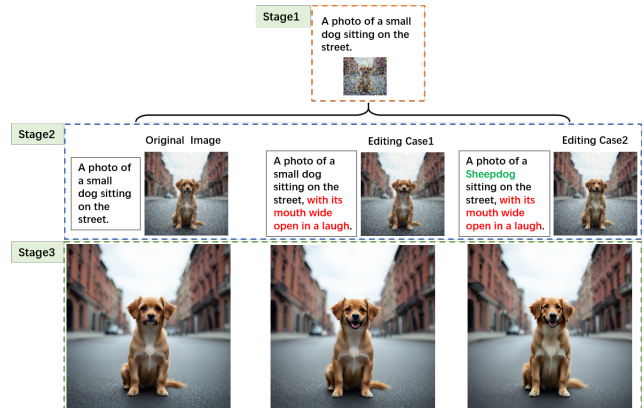 Stage1
A photo of a small
dog sitting on the
street.
Stage2
Original Image
A photo of
a small
dog sitting
on the
street.
Editing Case1
A photo of a
small dog
sitting on the
street, with its
mouth wide
open in a laugh.
Editing Case2
A photo of a
Sheepdog
sitting on the
street, with its
mouth wide
open in a laugh.
Stage3